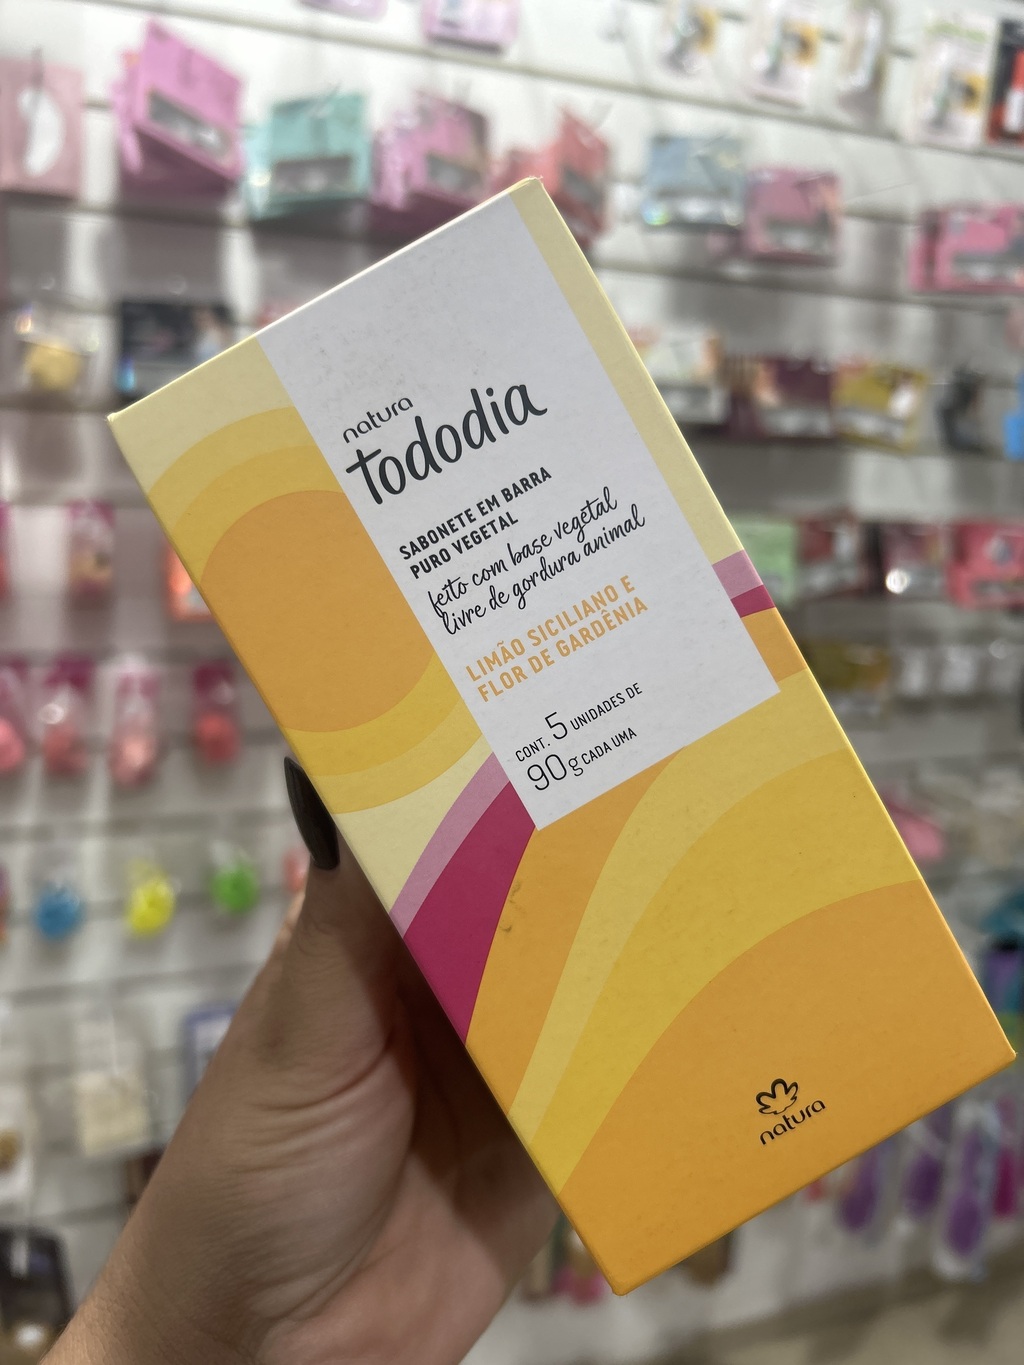 natura
tododia
SABONETE EM BARRA
PURO VEGETAL
feito com base vegetal
livre de gordura animal
LIMÃO SICILIANO E
FLOR DE GARDÊNIA
CONT. 5 UNIDADES DE
90g CADA UMA
natura